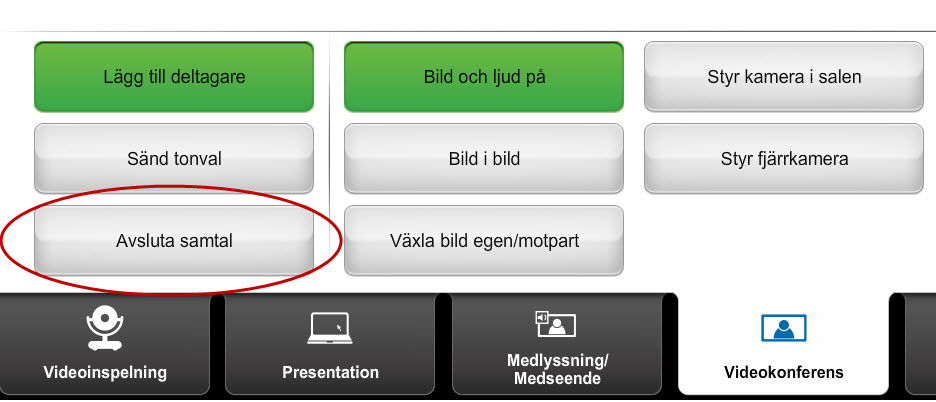 Lägg till deltagare
Bild och ljud på
Styr kamera i salen
Sänd tonval
Bild i bild
Styr fjärrkamera
Avsluta samtal
Växla bild egen/motpart
Videoinspelning
Presentation
Medlyssning/
Medseende
Videokonferens